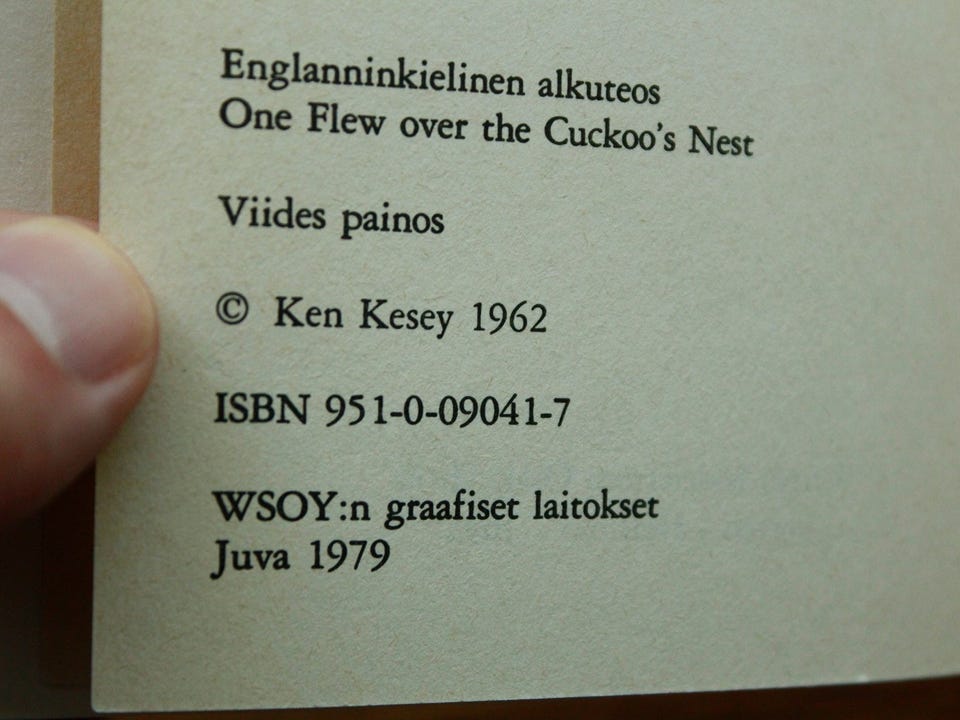 Englanninkielinen alkuteos
One Flew over the Cuckoo's Nest
Viides painos
© Ken Kesey 1962
ISBN 951-0-09041-7
WSOY:n graafiset laitokset
Juva 1979